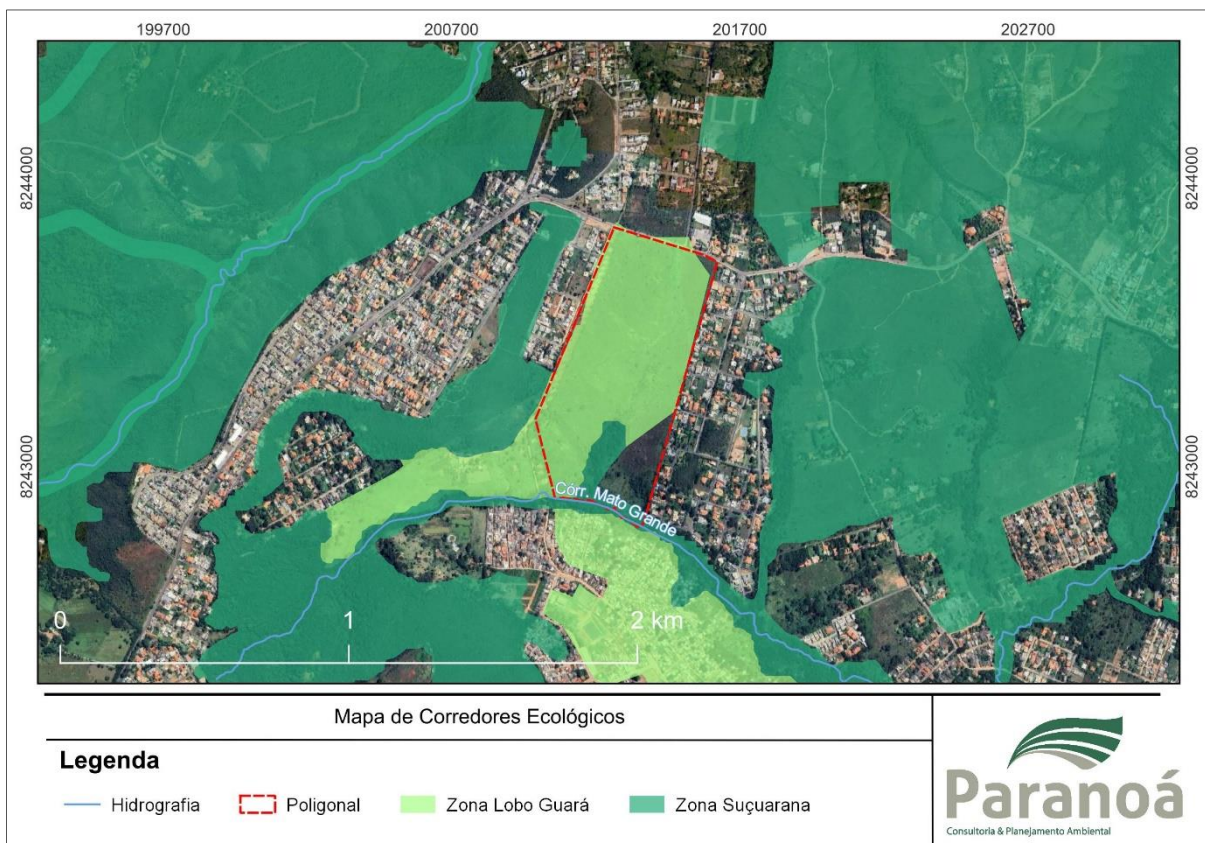 199700 200700 201700 202700
8244000 8244000
8243000 8243000
Córr. Mato Grande
0 1 2 km
Mapa de Corredores Ecológicos
Legenda
Hidrografia Poligonal Zona Lobo Guará Zona Suçuarana
Paranoá
Consultoria & Planejamento Ambiental